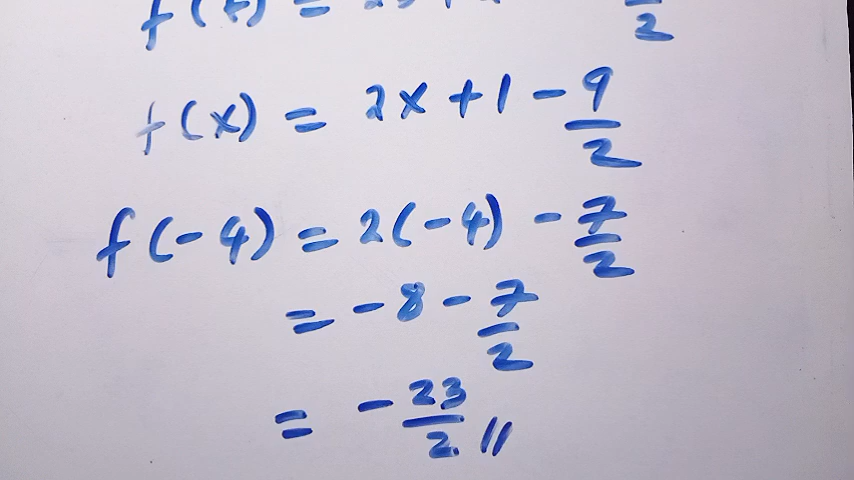 f(x) = 2x + 1 - 9/2
f(-4) = 2(-4) - 7/2
= -8 - 7/2
= - 23/2 //